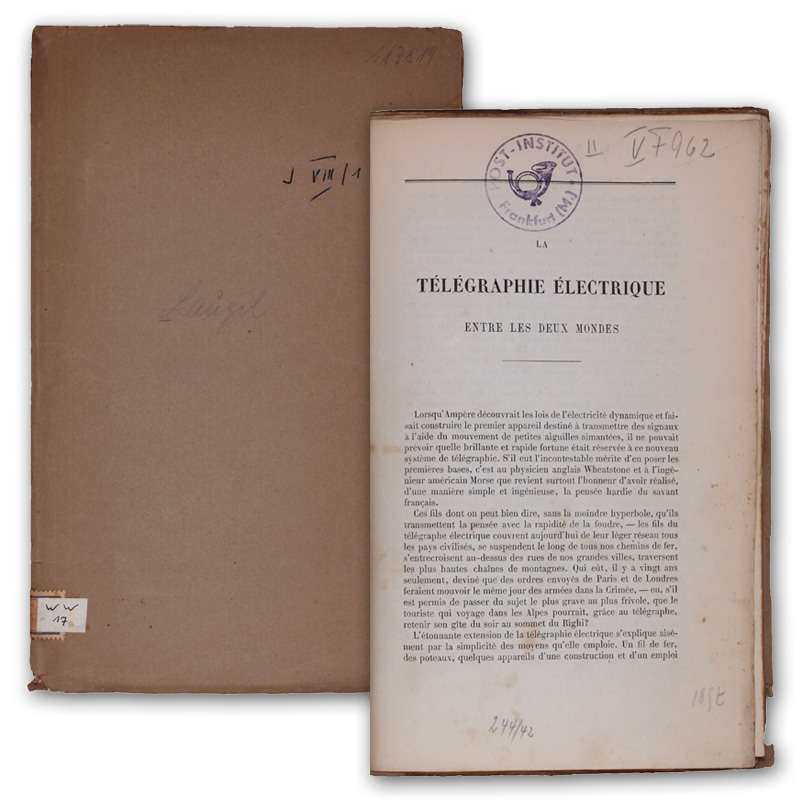 J VIII/1
Laugel
WW
17
POST-INSTITUT
Frankfurt (M.)
II V F 962
LA
TÉLÉGRAPHIE ÉLECTRIQUE
ENTRE LES DEUX MONDES
Lorsqu'Ampère découvrait les lois de l'électricité dynamique et fai-
sait construire le premier appareil destiné à transmettre des signaux
à l'aide du mouvement de petites aiguilles aimantées, il ne pouvait
prévoir quelle brillante et rapide fortune était réservée à ce nouveau
système de télégraphie. S'il eut l'incontestable mérite d'en poser les
premières bases, c'est au physicien anglais Wheatstone et à l'ingé-
nieur américain Morse que revient surtout l'honneur d'avoir réalisé,
d'une manière simple et ingénieuse, la pensée hardie du savant
français.
Ces fils dont on peut bien dire, sans la moindre hyperbole, qu'ils
transmettent la pensée avec la rapidité de la foudre, — les fils du
télégraphe électrique couvrent aujourd'hui de leur léger réseau tous
les pays civilisés, se suspendent le long de tous nos chemins de fer,
s'entrecroisent au-dessus des rues de nos grandes villes, traversent
les plus hautes chaînes de montagnes. Qui eût, il y a vingt ans
seulement, deviné que des ordres envoyés de Paris et de Londres
feraient mouvoir le même jour des armées dans la Crimée, — ou, s'il
est permis de passer du sujet le plus grave au plus frivole, que le
touriste qui voyage dans les Alpes pourrait, grâce au télégraphe,
retenir son gîte du soir au sommet du Righi?
L'étonnante extension de la télégraphie électrique s'explique aisé-
ment par la simplicité des moyens qu'elle emploie. Un fil de fer,
des poteaux, quelques appareils d'une construction et d'un emploi
244/42